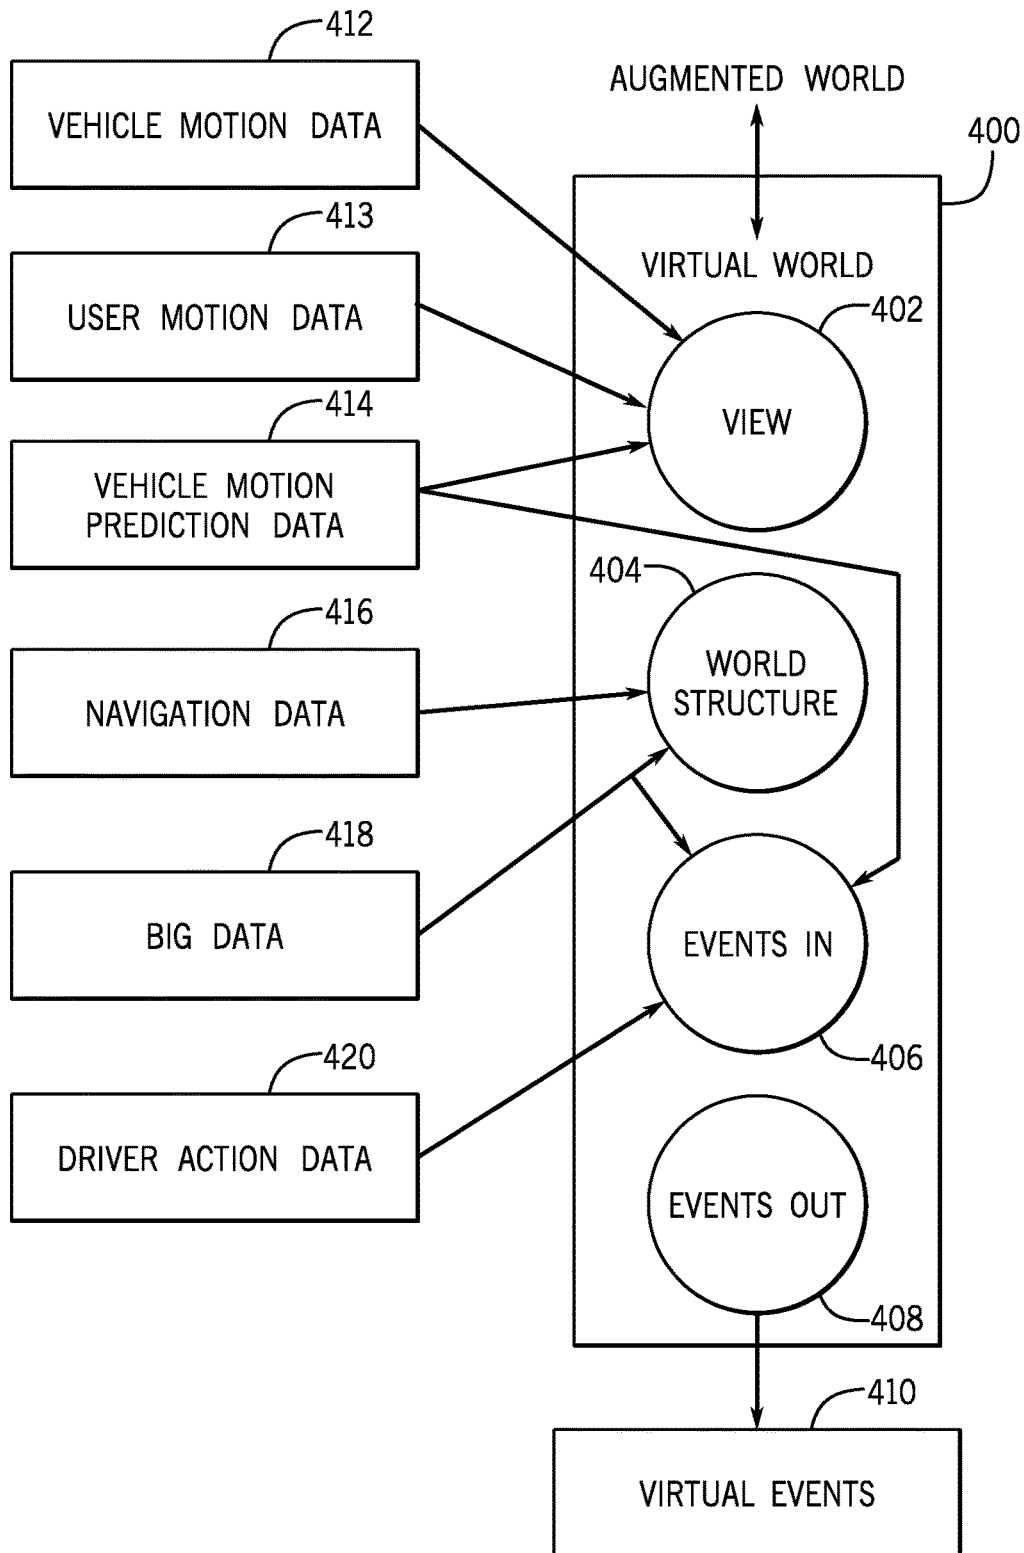 412
VEHICLE MOTION DATA
AUGMENTED WORLD
400
413
USER MOTION DATA
VIRTUAL WORLD
402
VIEW
414
VEHICLE MOTION
PREDICTION DATA
404
WORLD
STRUCTURE
416
NAVIGATION DATA
418
BIG DATA
EVENTS IN
406
420
DRIVER ACTION DATA
EVENTS OUT
408
410
VIRTUAL EVENTS